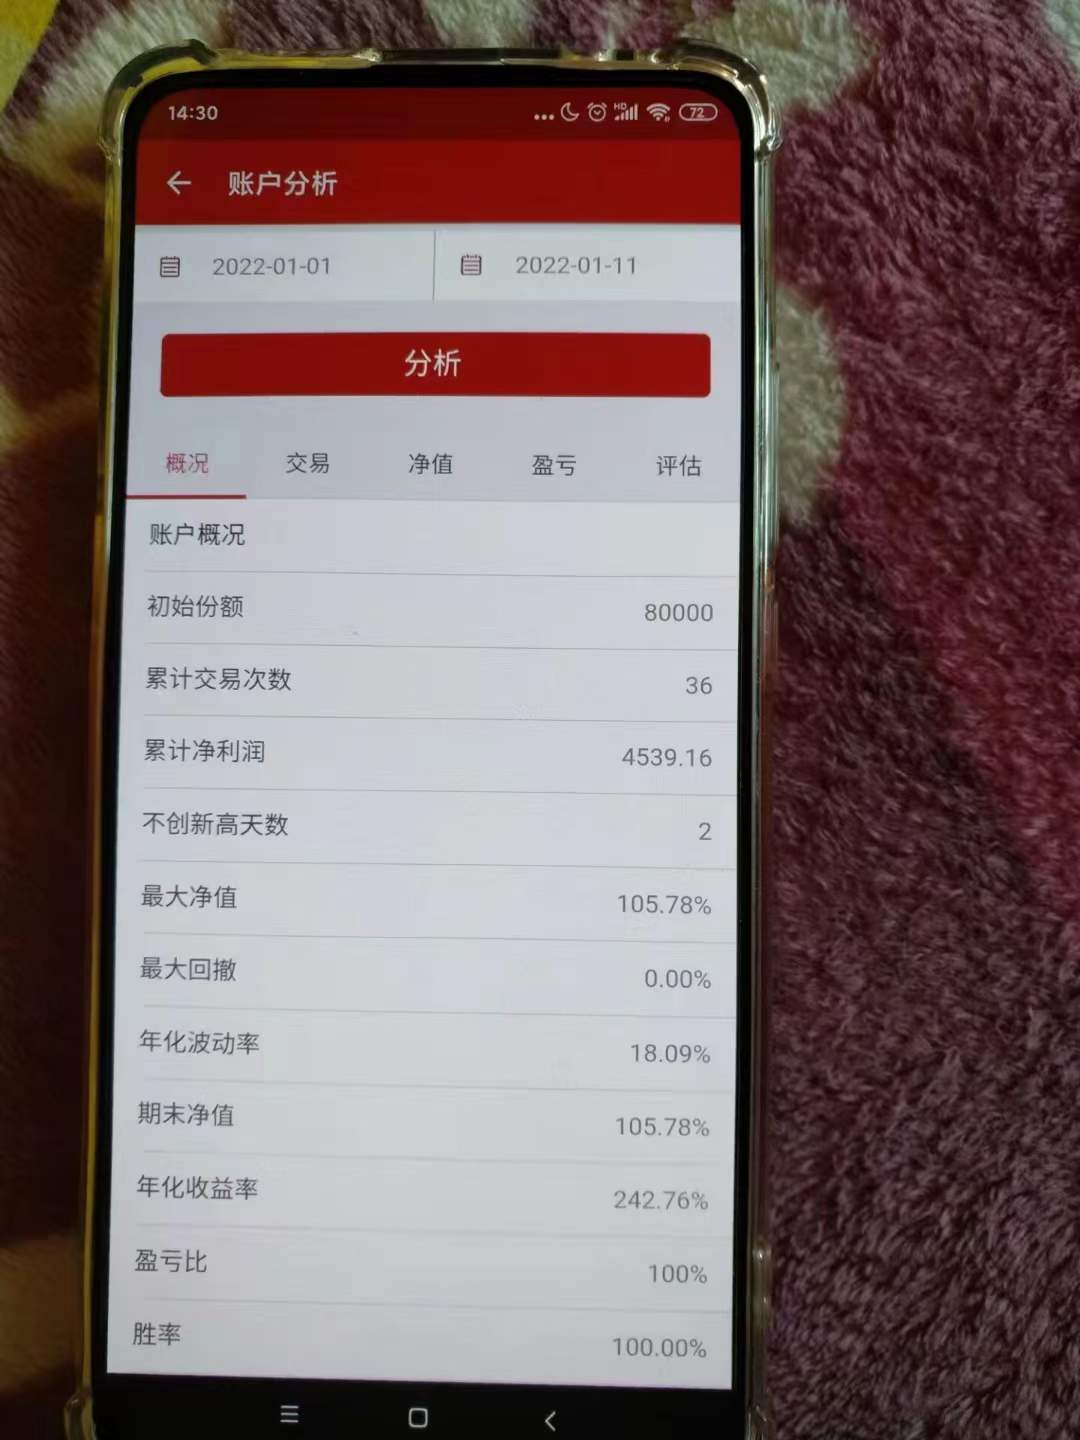 14:30
HD 72
账户分析
2022-01-01 2022-01-11
分析
概况 交易 净值 盈亏 评估
账户概况
初始份额 80000
累计交易次数 36
累计净利润 4539.16
不创新高天数 2
最大净值 105.78%
最大回撤 0.00%
年化波动率 18.09%
期末净值 105.78%
年化收益率 242.76%
盈亏比 100%
胜率 100.00%